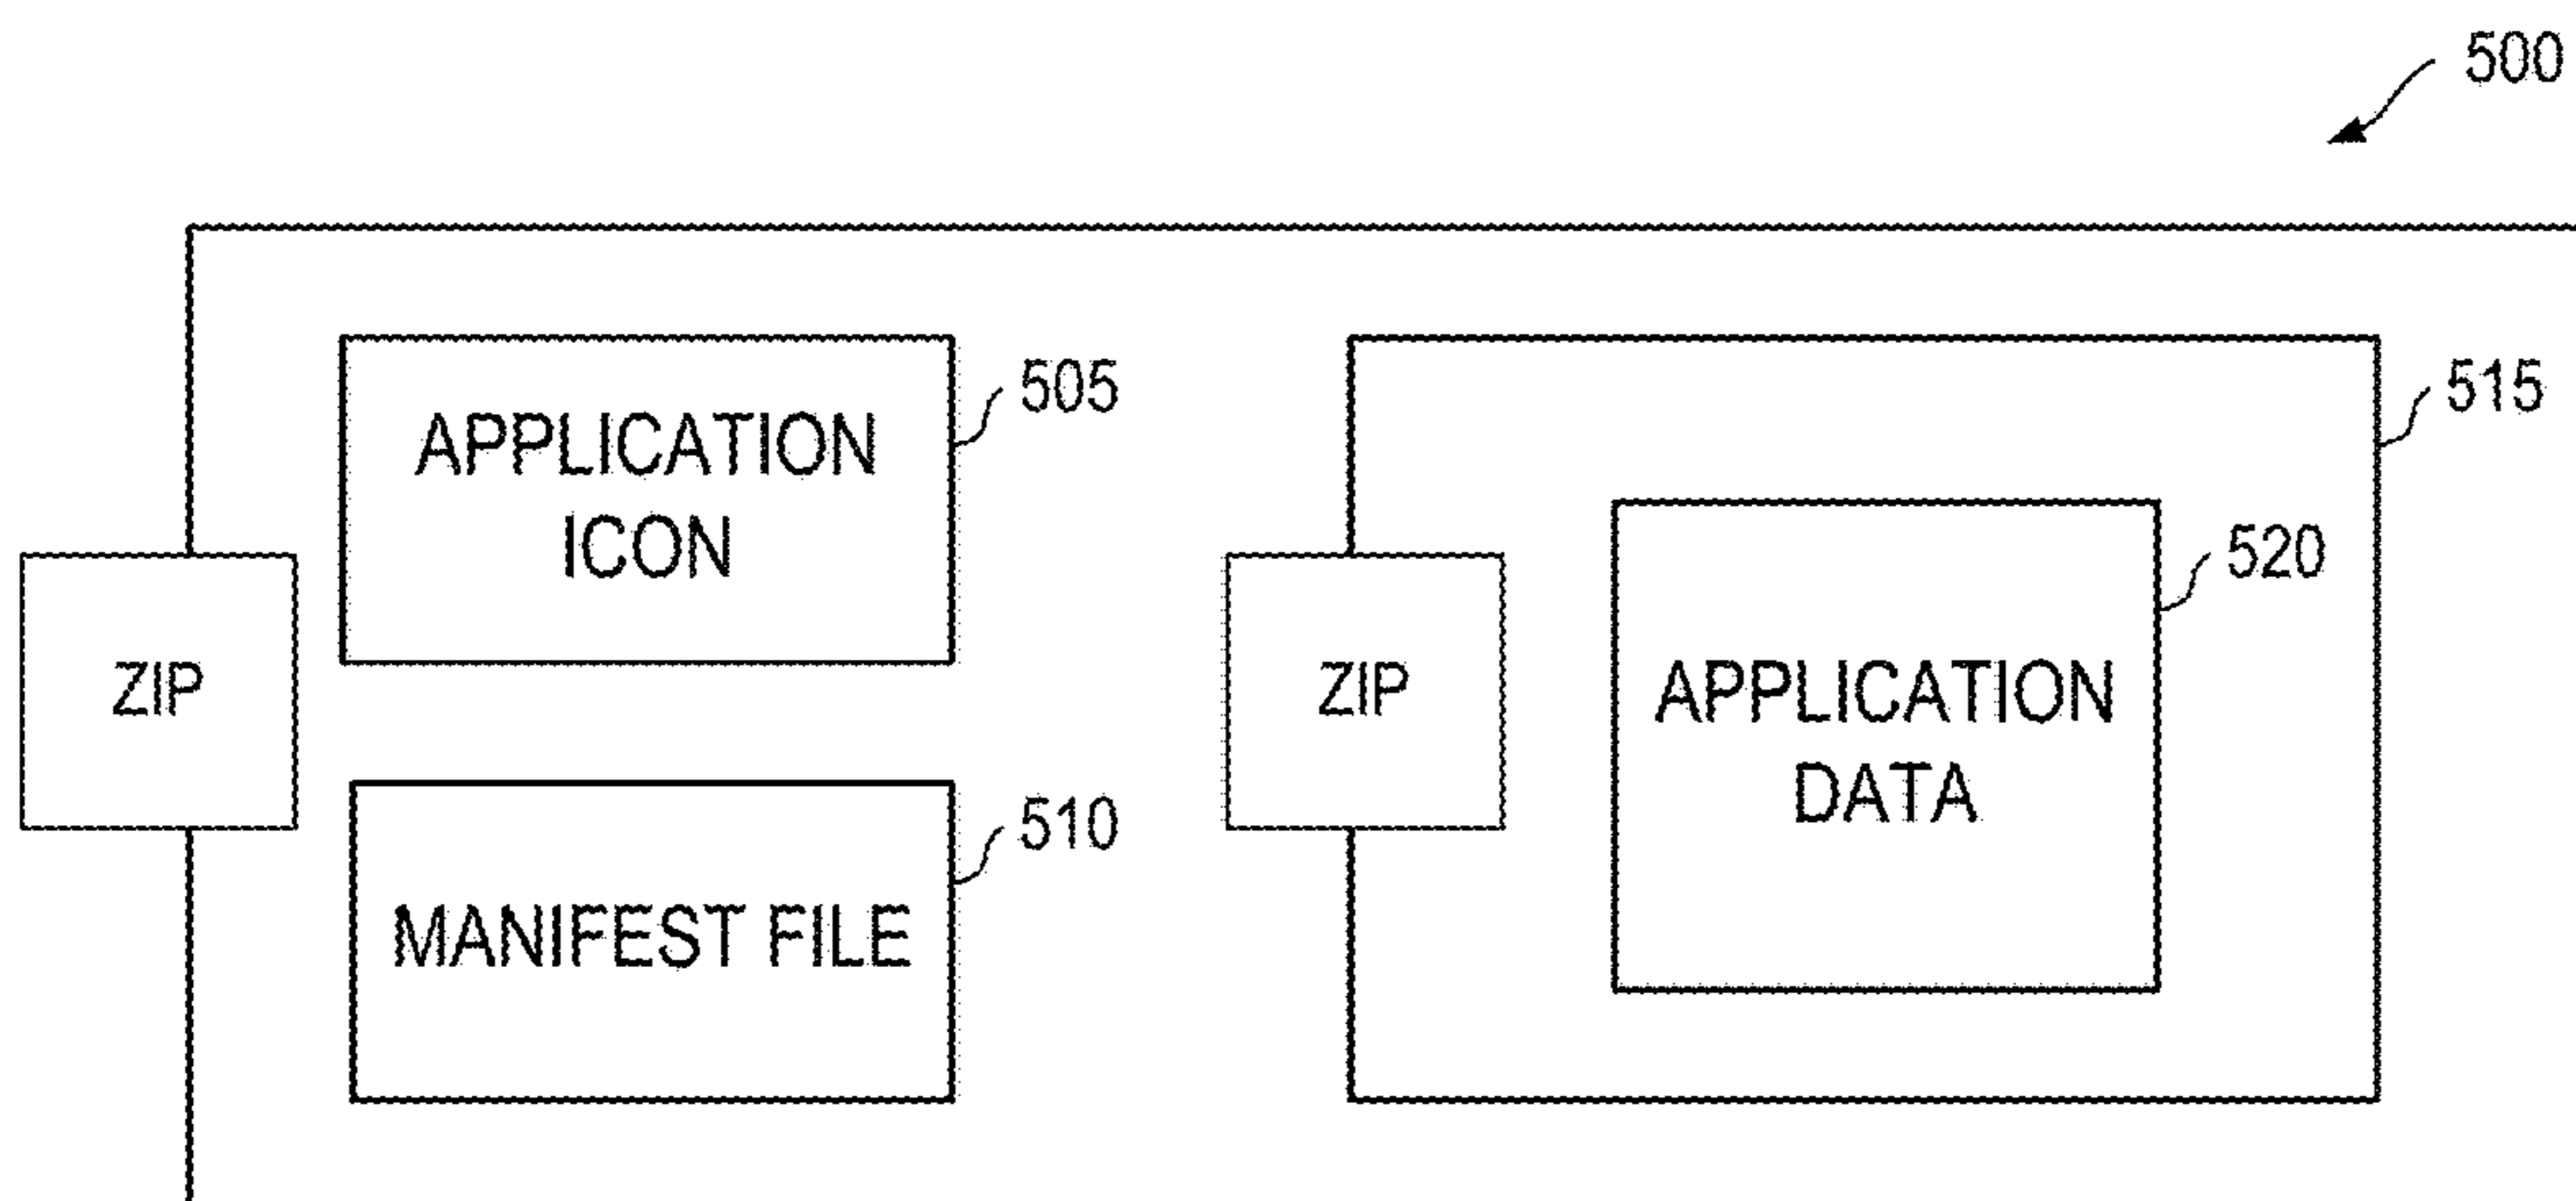 500
APPLICATION
ICON
505
ZIP
MANIFEST FILE
510
515
ZIP
APPLICATION
DATA
520